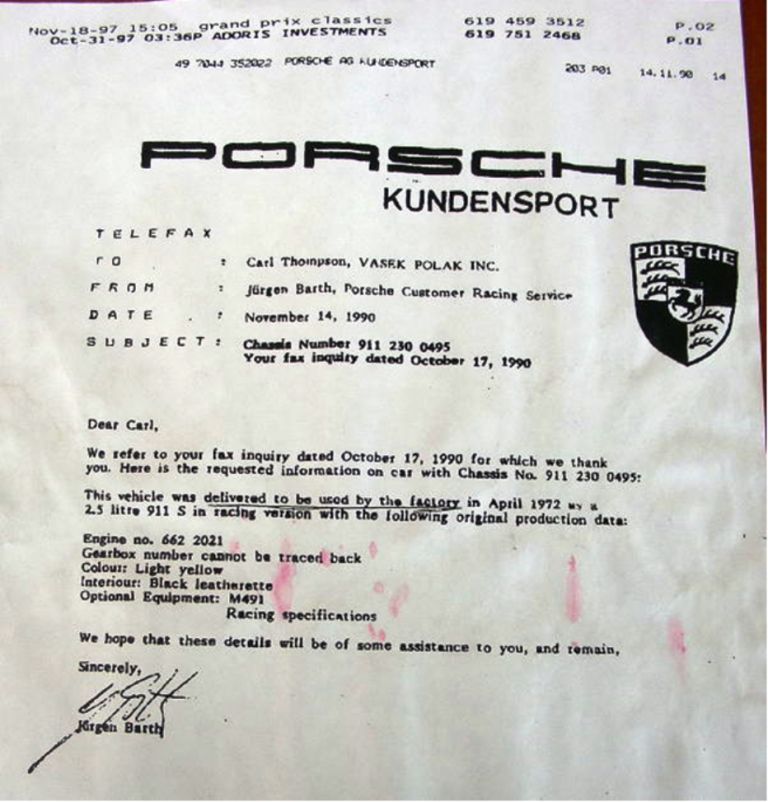 Nov-18-97 15:05 grand prix classics 619 459 3512 P.02
Oct-31-97 03:36P ADORIS INVESTMENTS 619 751 2468 P.01
49 7044 352022 PORSCHE AG KUNDENSPORT 203 P01 14.11.90 14
PORSCHE
KUNDENSPORT
TELEFAX
TO : Carl Thompson, VASEK POLAK INC.
FROM : Jürgen Barth, Porsche Customer Racing Service
DATE : November 14, 1990
SUBJECT: Chassis Number 911 230 0495
Your fax inquiry dated October 17, 1990
PORSCHE
Dear Carl,
We refer to your fax inquiry dated October 17, 1990 for which we thank
you. Here is the requested information on car with Chassis No. 911 230 0495:
This vehicle was delivered to be used by the factory in April 1972 as a
2.5 litre 911 S in racing version with the following original production data:
Engine no. 662 2021
Gearbox number cannot be traced back
Colour: Light yellow
Interiour: Black leatherette
Optional Equipment: M491
Racing specifications
We hope that these details will be of some assistance to you, and remain,
Sincerely,
Jürgen Barth